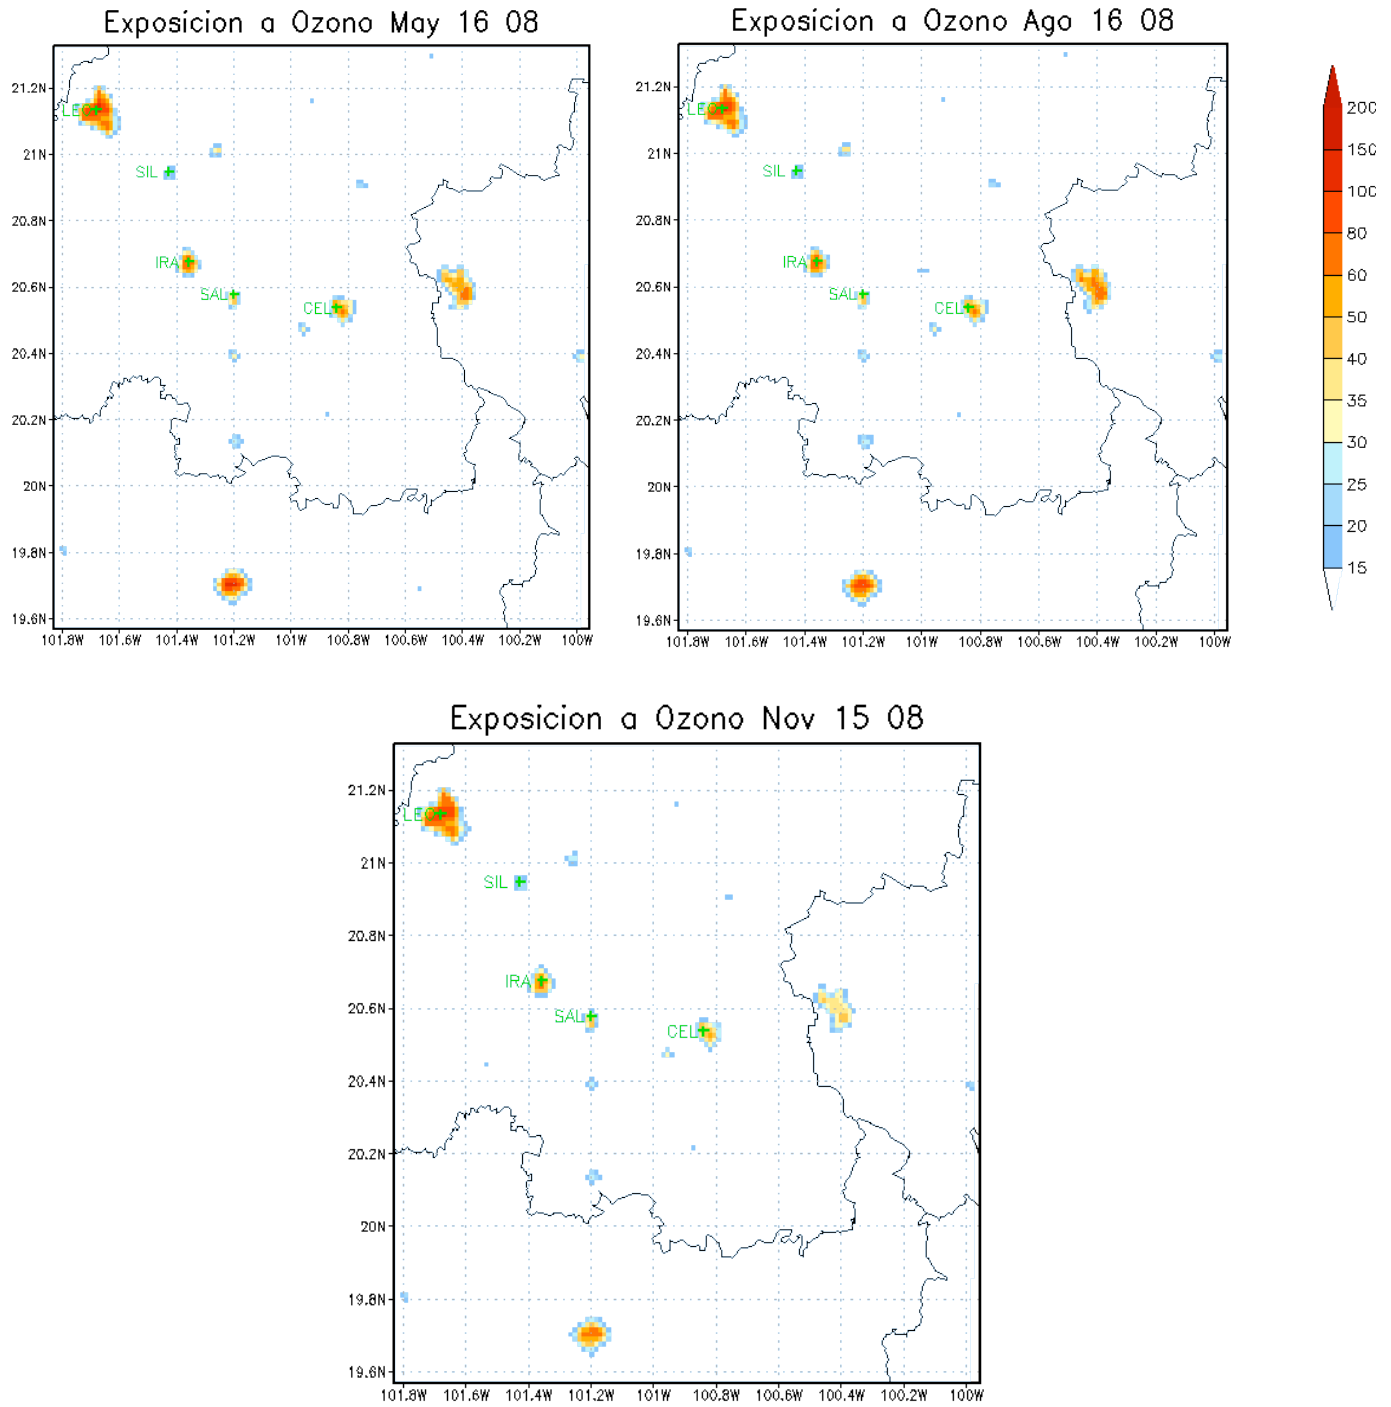 Exposicion a Ozono May 16 08
21.2N
21N
20.8N
20.6N
20.4N
20.2N
20N
19.8N
19.6N
LEO
SIL
IRA
SAL
CEL
101.8W 101.6W 101.4W 101.2W 101W 100.8W 100.6W 100.4W 100.2W 100W
Exposicion a Ozono Ago 16 08
21.2N
21N
20.8N
20.6N
20.4N
20.2N
20N
19.8N
19.6N
LEO
SIL
IRA
SAL
CEL
101.8W 101.6W 101.4W 101.2W 101W 100.8W 100.6W 100.4W 100.2W 100W
200
150
100
80
60
50
40
35
30
25
20
15
Exposicion a Ozono Nov 15 08
21.2N
21N
20.8N
20.6N
20.4N
20.2N
20N
19.8N
19.6N
LEO
SIL
IRA
SAL
CEL
101.8W 101.6W 101.4W 101.2W 101W 100.8W 100.6W 100.4W 100.2W 100W